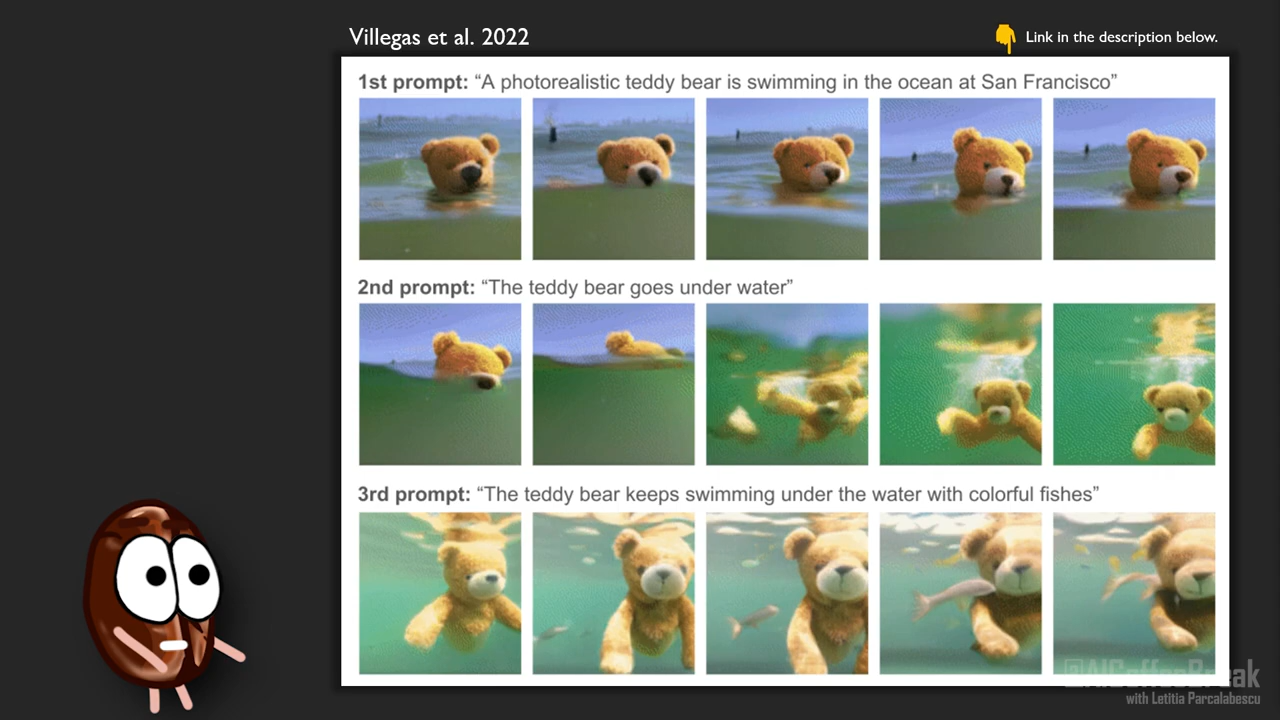 Villegas et al. 2022
Link in the description below.
1st prompt: “A photorealistic teddy bear is swimming in the ocean at San Francisco”
2nd prompt: “The teddy bear goes under water”
3rd prompt: “The teddy bear keeps swimming under the water with colorful fishes”
@AICoffeeBreak
with Letitia Parcalabescu